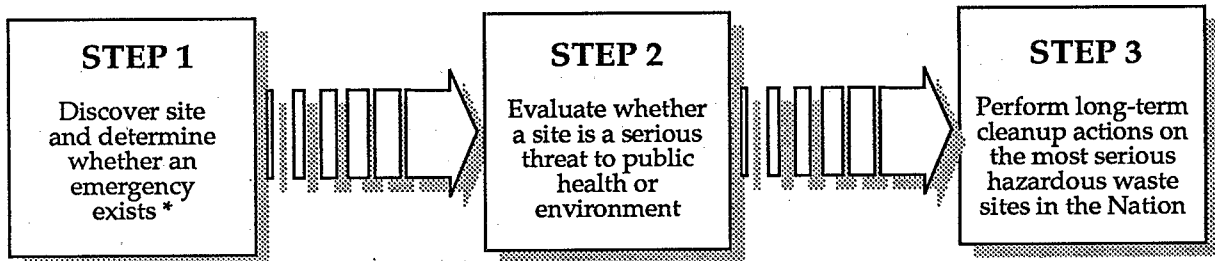 STEP 1
Discover site
and determine
whether an
emergency
exists *
STEP 2
Evaluate whether
a site is a serious
threat to public
health or
environment
STEP 3
Perform long-term
cleanup actions on
the most serious
hazardous waste
sites in the Nation